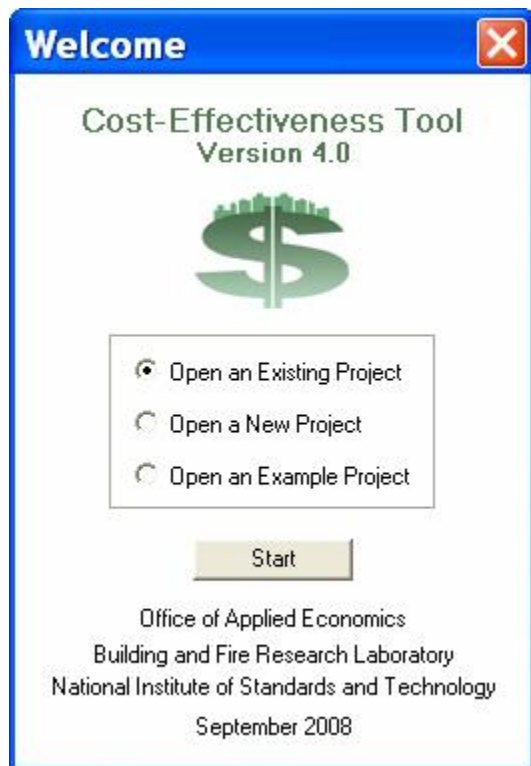 Welcome
Cost-Effectiveness Tool
Version 4.0
Open an Existing Project
Open a New Project
Open an Example Project
Start
Office of Applied Economics
Building and Fire Research Laboratory
National Institute of Standards and Technology
September 2008